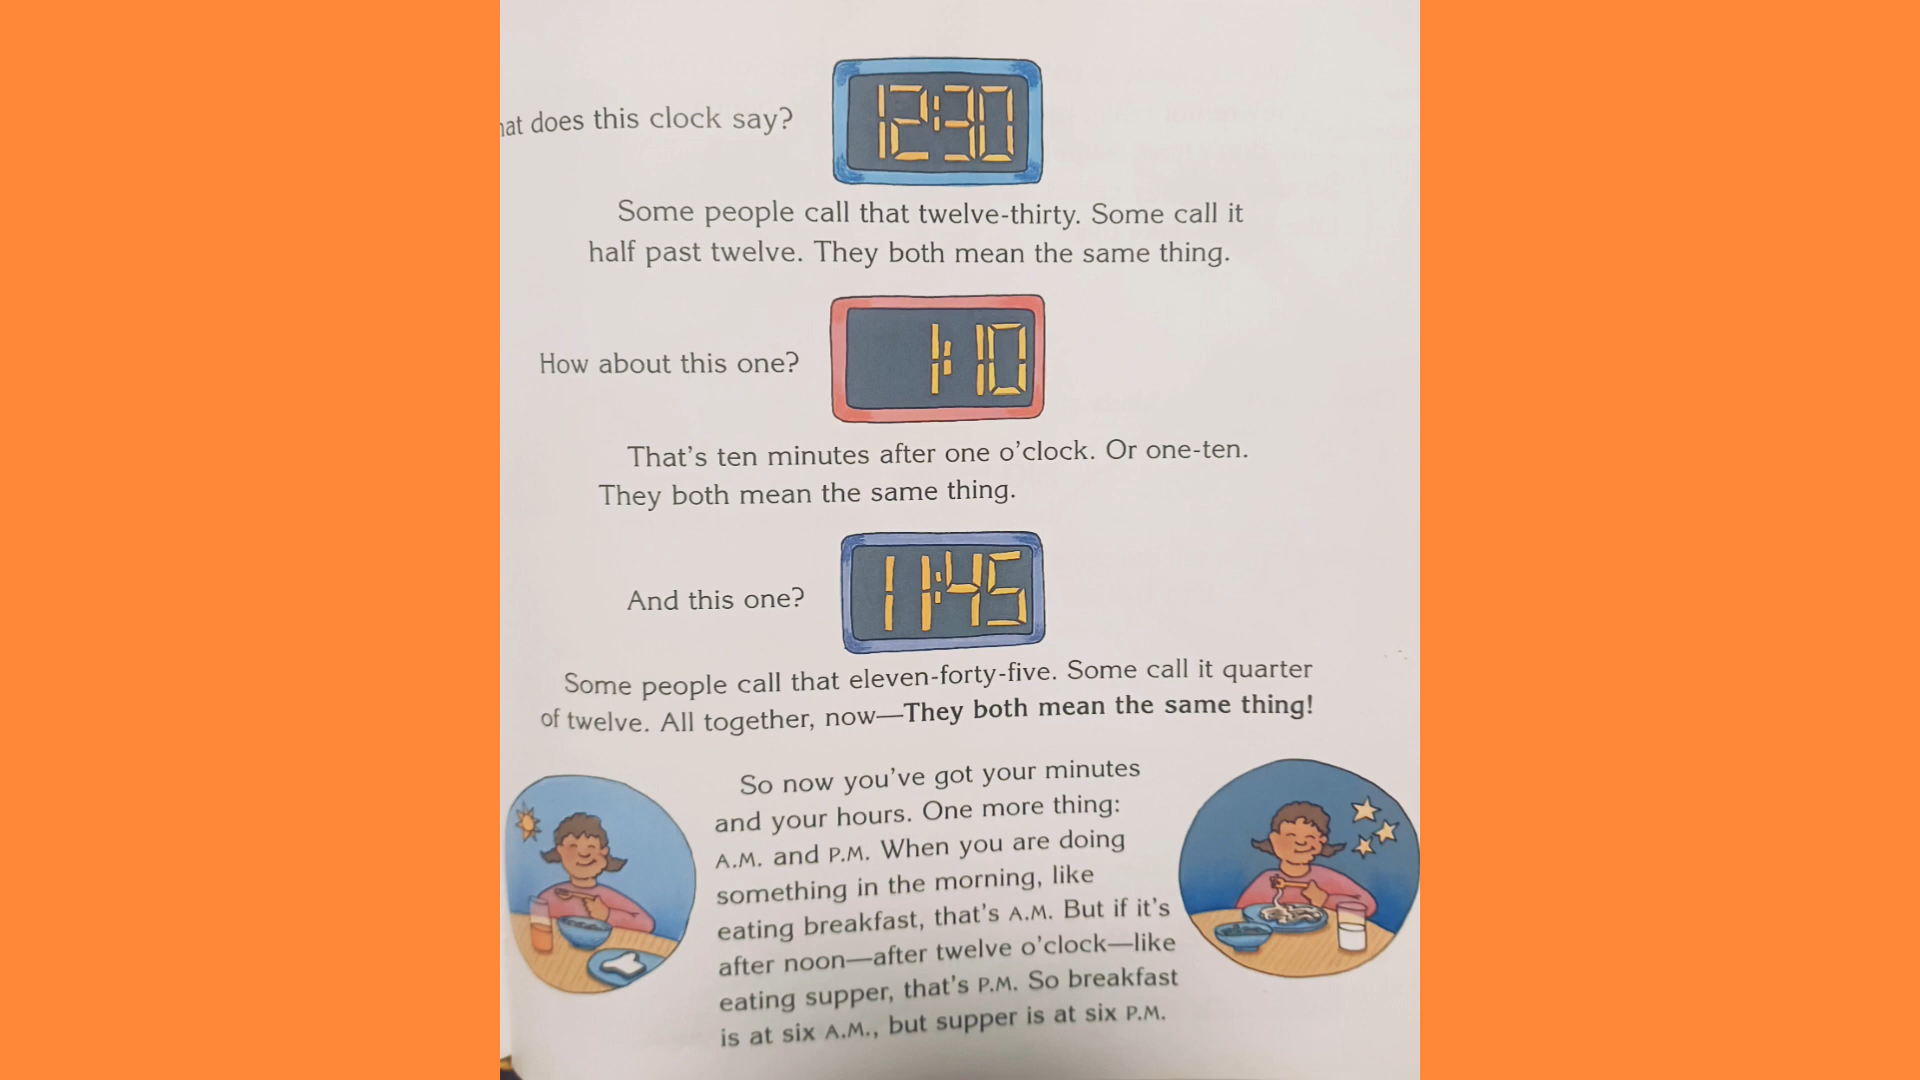 does this clock say?
12:30
Some people call that twelve-thirty. Some call it
half past twelve. They both mean the same thing.
How about this one?
1:10
That's ten minutes after one o'clock. Or one-ten.
They both mean the same thing.
And this one?
11:45
Some people call that eleven-forty-five. Some call it quarter
of twelve. All together, now—They both mean the same thing!
So now you've got your minutes
and your hours. One more thing:
A.M. and P.M. When you are doing
something in the morning, like
eating breakfast, that's A.M. But if it's
after noon—after twelve o'clock—like
eating supper, that's P.M. So breakfast
is at six A.M., but supper is at six P.M.